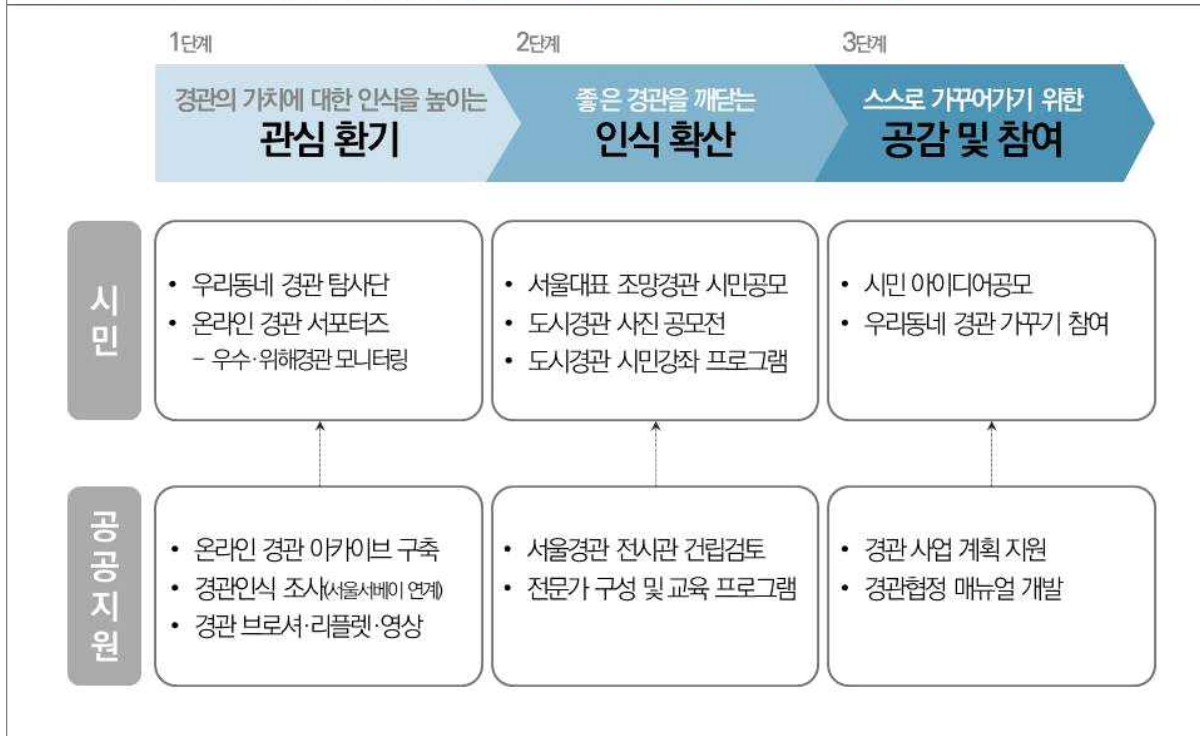 1단계
2단계
3단계
경관의 가치에 대한 인식을 높이는
관심 환기
좋은 경관을 깨닫는
인식 확산
스스로 가꾸어가기 위한
공감 및 참여
시민
• 우리동네 경관 탐사단
• 온라인 경관 서포터즈
– 우수·위해경관 모니터링
• 서울대표 조망경관 시민공모
• 도시경관 사진 공모전
• 도시경관 시민강좌 프로그램
• 시민 아이디어공모
• 우리동네 경관 가꾸기 참여
공공지원
• 온라인 경관 아카이브 구축
• 경관인식 조사(서울서베이 연계)
• 경관 브로셔·리플렛·영상
• 서울경관 전시관 건립검토
• 전문가 구성 및 교육 프로그램
• 경관 사업 계획 지원
• 경관협정 매뉴얼 개발